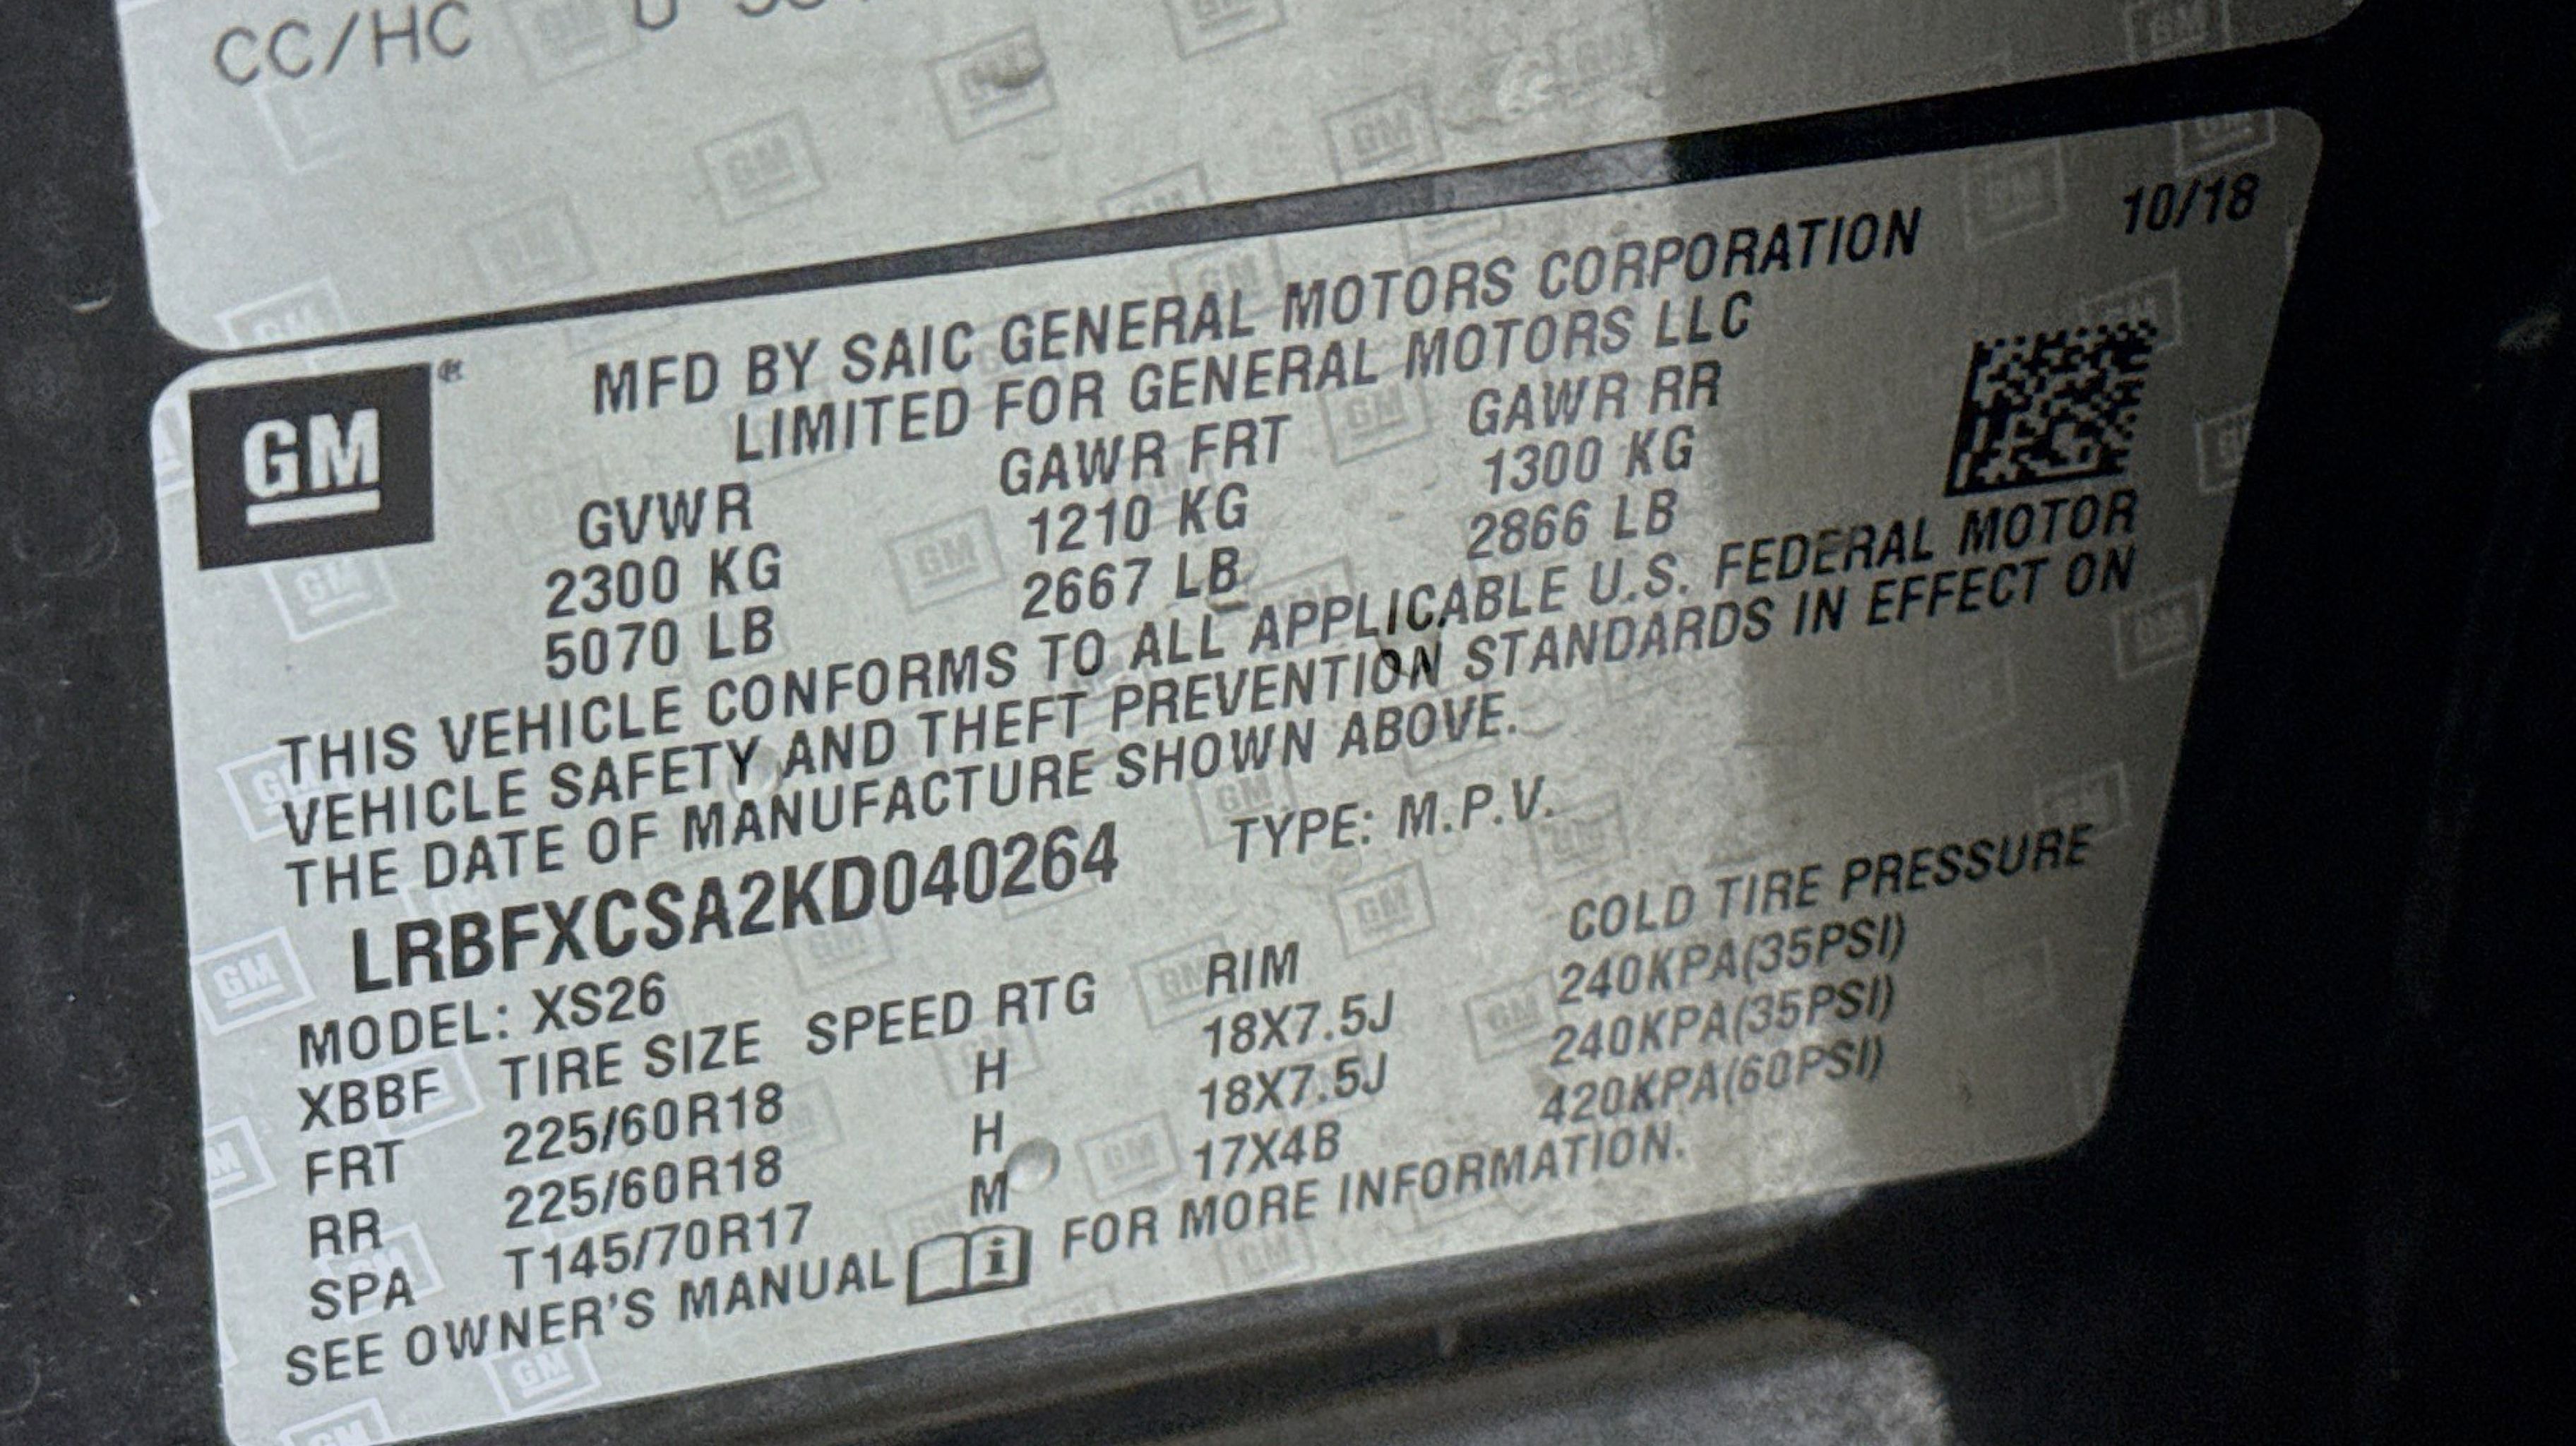 CC/HC
10/18
GM
MFD BY SAIC GENERAL MOTORS CORPORATION
LIMITED FOR GENERAL MOTORS LLC
GVWR GAWR FRT GAWR RR
2300 KG 1210 KG 1300 KG
5070 LB 2667 LB 2866 LB
THIS VEHICLE CONFORMS TO ALL APPLICABLE U.S. FEDERAL MOTOR
VEHICLE SAFETY AND THEFT PREVENTION STANDARDS IN EFFECT ON
THE DATE OF MANUFACTURE SHOWN ABOVE.
LRBFXCSA2KD040264 TYPE: M.P.V.
MODEL: XS26
XBBF TIRE SIZE SPEED RTG RIM COLD TIRE PRESSURE
FRT 225/60R18 H 18X7.5J 240KPA(35PSI)
RR 225/60R18 H 18X7.5J 240KPA(35PSI)
SPA T145/70R17 M 17X4B 420KPA(60PSI)
SEE OWNER'S MANUAL FOR MORE INFORMATION.